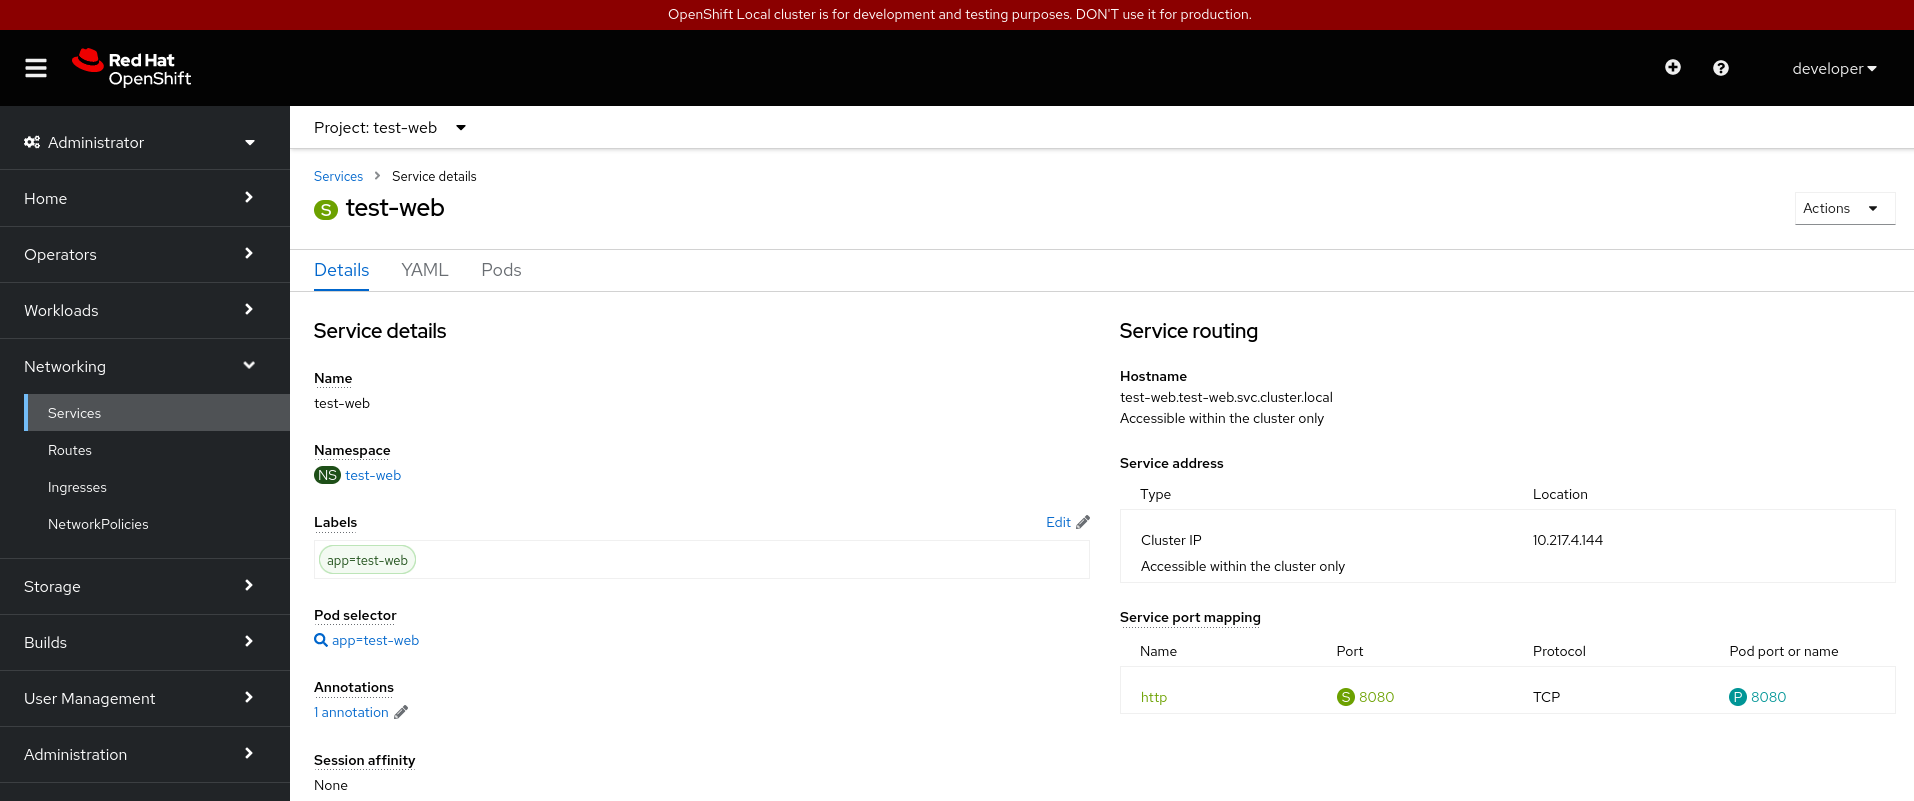 OpenShift Local cluster is for development and testing purposes. DON'T use it for production.
Red Hat
OpenShift
developer
Administrator
Home
Operators
Workloads
Networking
Services
Routes
Ingresses
NetworkPolicies
Storage
Builds
User Management
Administration
Project: test-web
Services Service details
S test-web
Actions
Details YAML Pods
Service details
Name
test-web
Namespace
NS test-web
Labels
Edit
app=test-web
Pod selector
app=test-web
Annotations
1 annotation
Session affinity
None
Service routing
Hostname
test-web.test-web.svc.cluster.local
Accessible within the cluster only
Service address
Type Location
Cluster IP 10.217.4.144
Accessible within the cluster only
Service port mapping
Name Port Protocol Pod port or name
http S 8080 TCP P 8080